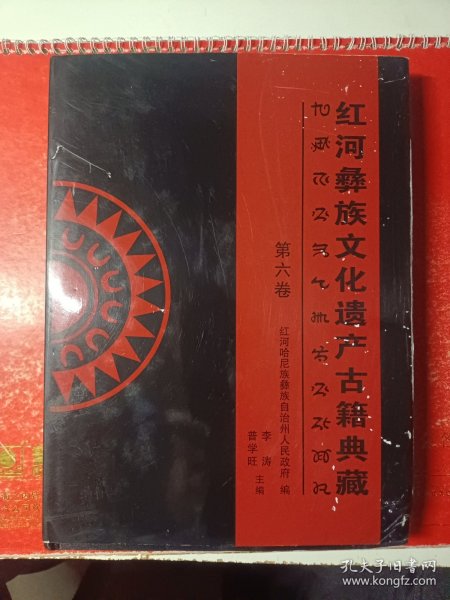 红河彝族文化遗产古籍典藏
第六卷
红河哈尼族彝族自治州人民政府 编
李涛
普学旺 主编
孔夫子旧书网
www.kongfz.com